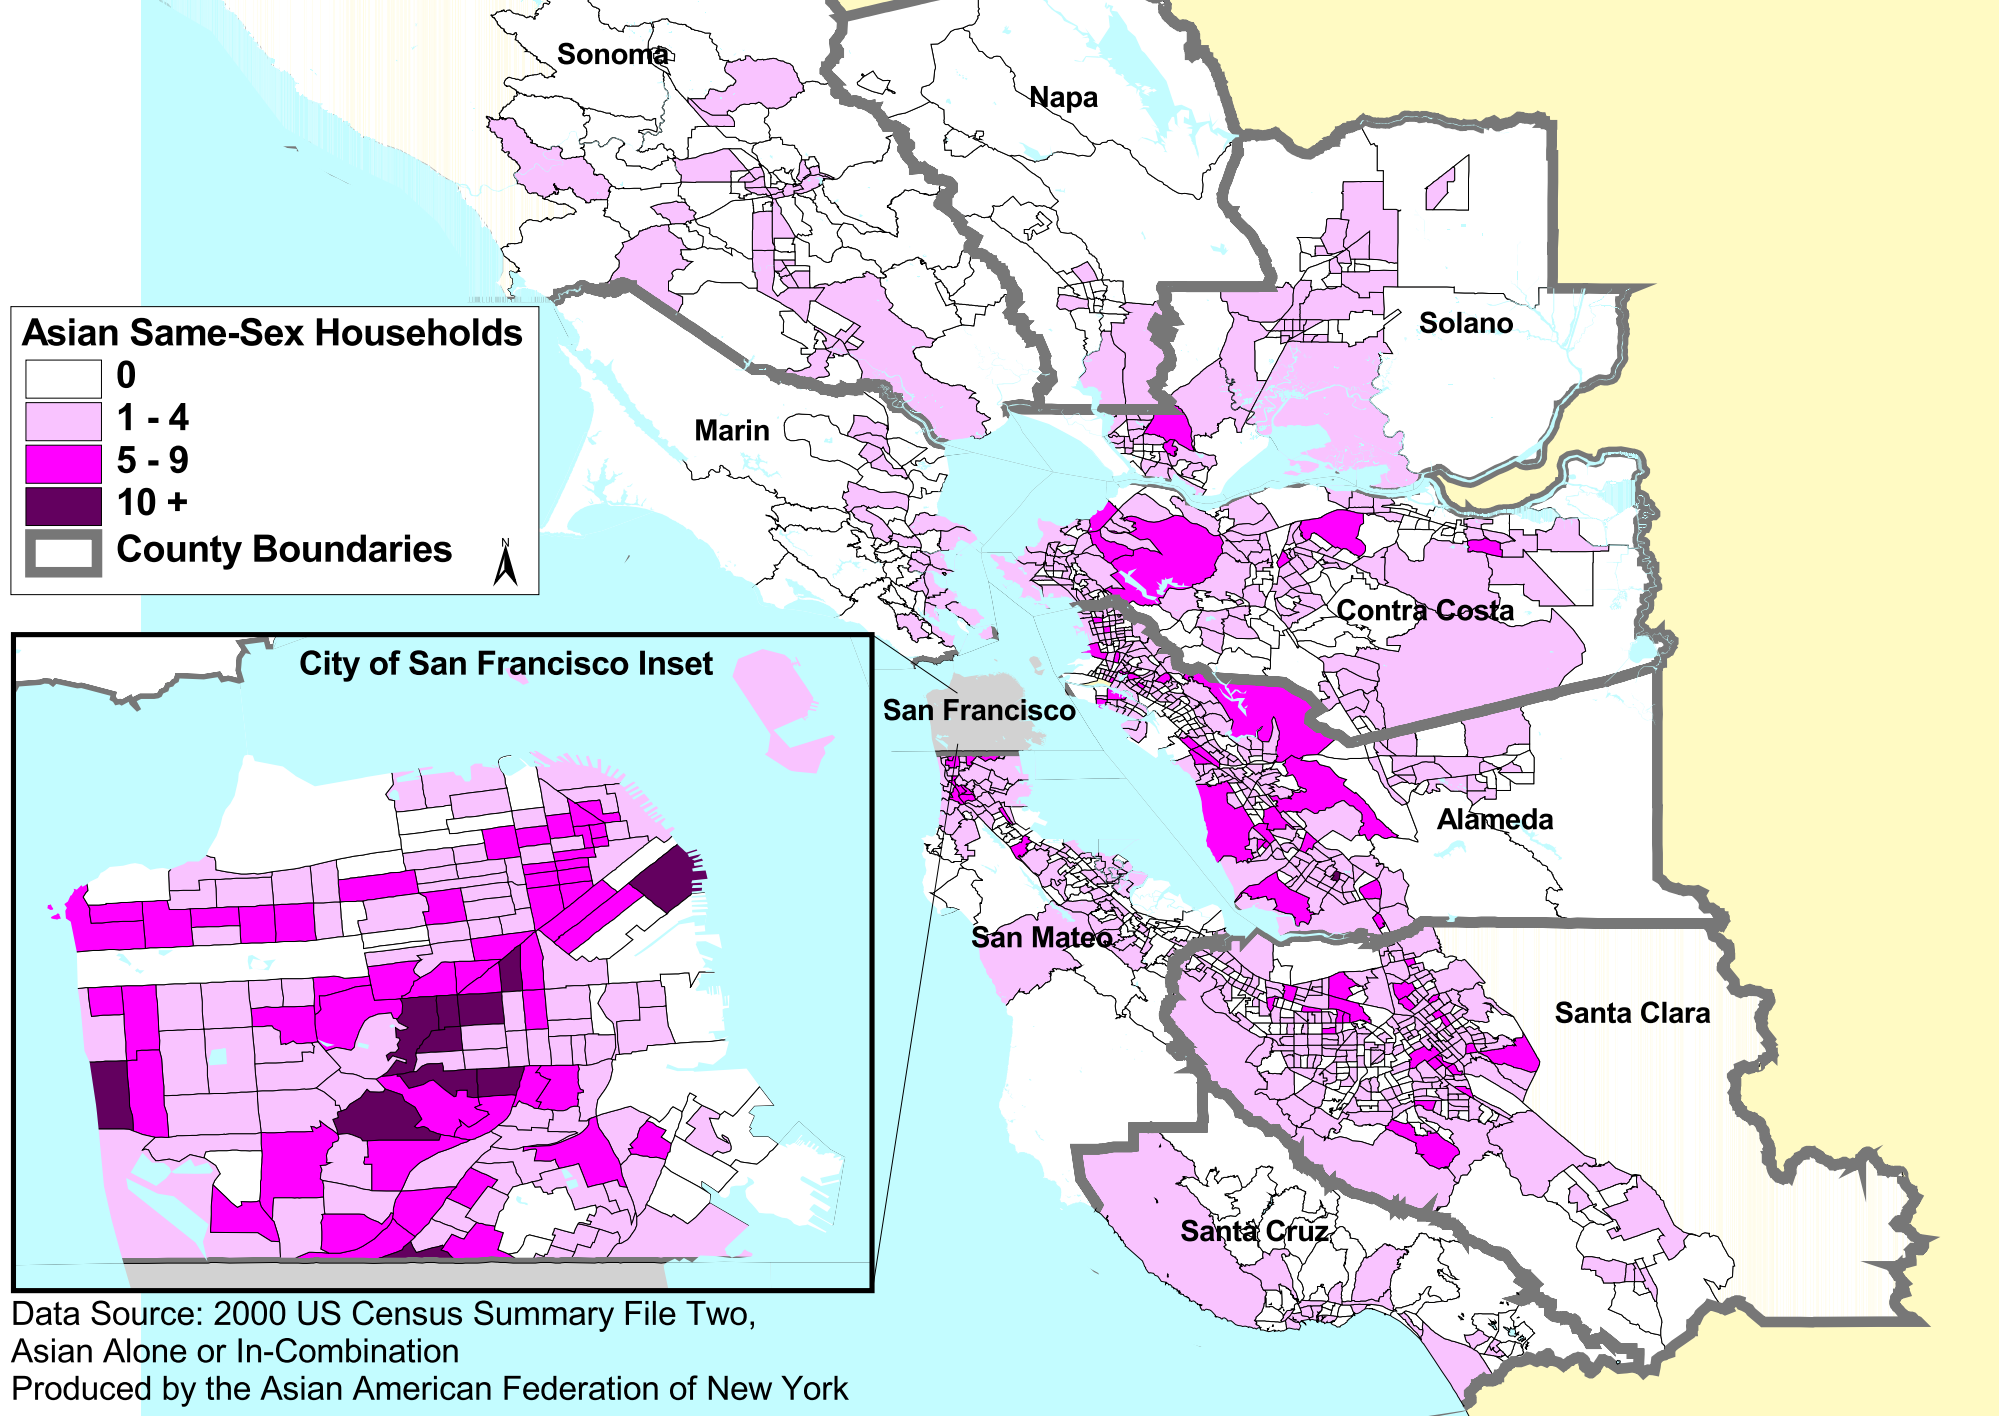 Sonoma
Napa
Solano
Asian Same-Sex Households
0
1 - 4
5 - 9
10 +
County Boundaries
N
Marin
Contra Costa
City of San Francisco Inset
San Francisco
Alameda
San Mateo
Santa Clara
Santa Cruz
Data Source: 2000 US Census Summary File Two,
Asian Alone or In-Combination
Produced by the Asian American Federation of New York